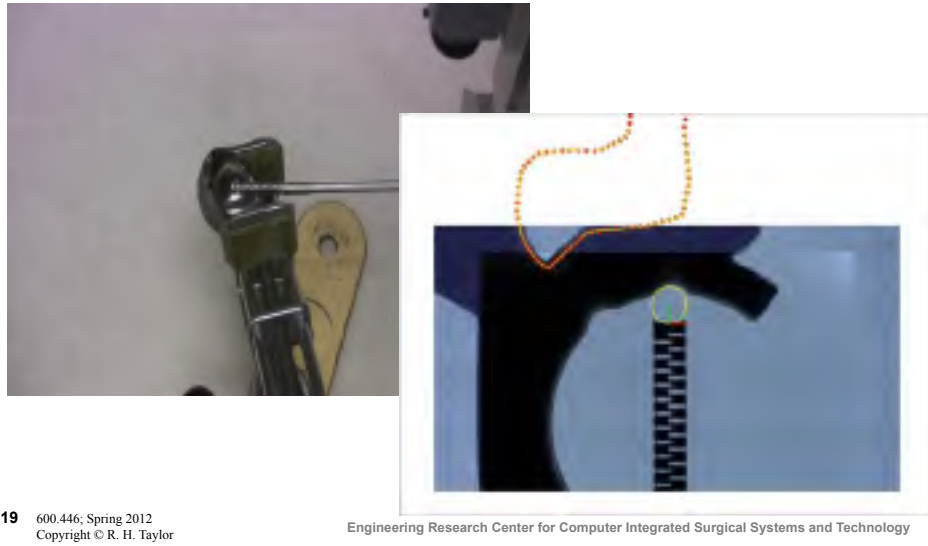 19 600.446; Spring 2012
Copyright © R. H. Taylor
Engineering Research Center for Computer Integrated Surgical Systems and Technology